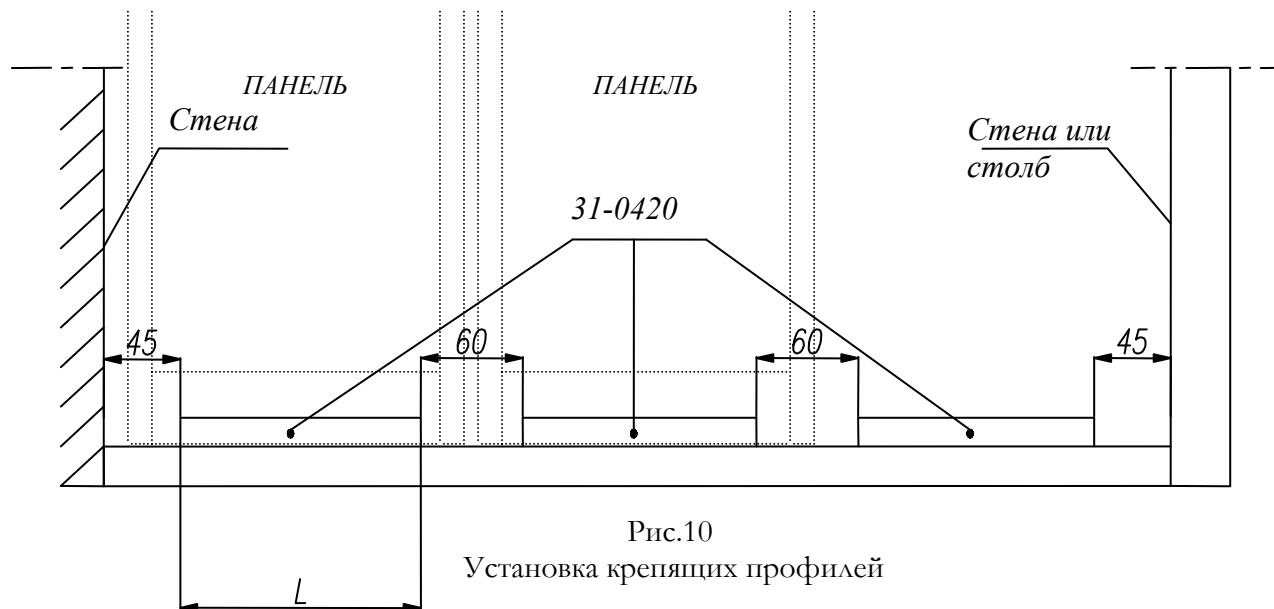 ПАНЕЛЬ ПАНЕЛЬ
Стена
Стена или
столб
31-0420
45 60 60 45
Рис.10
Установка крепящих профилей
L